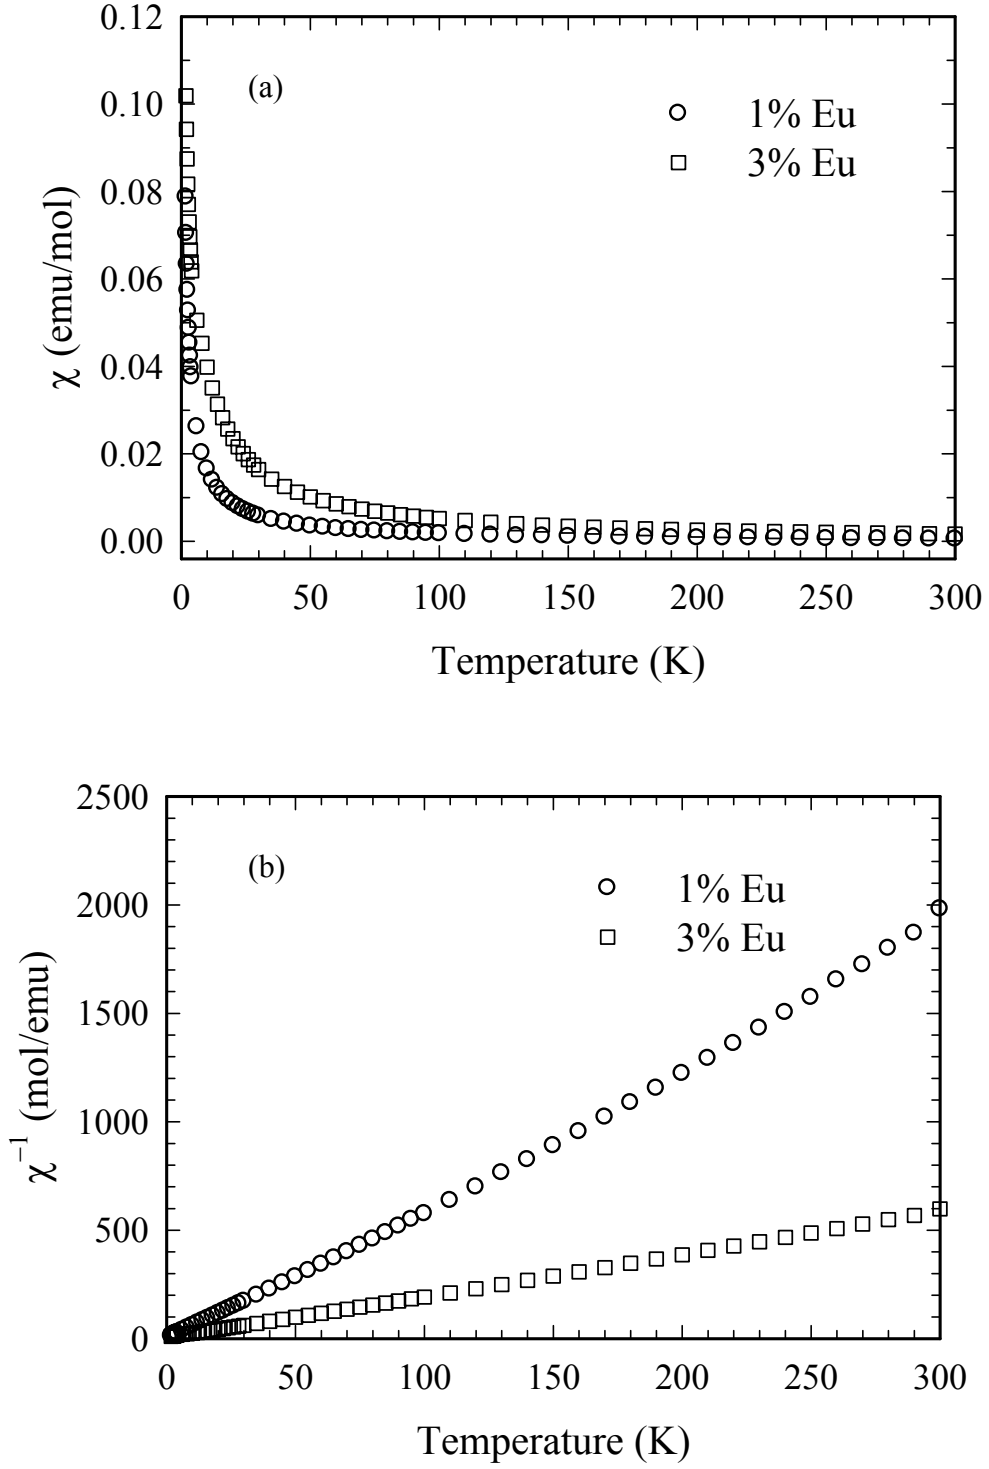 0.12
(a)
0.10
1% Eu
3% Eu
0.08
0.06
0.04
0.02
0.00
χ (emu/mol)
0 50 100 150 200 250 300
Temperature (K)
2500
(b)
1% Eu
2000
3% Eu
1500
1000
500
0
χ⁻¹ (mol/emu)
0 50 100 150 200 250 300
Temperature (K)